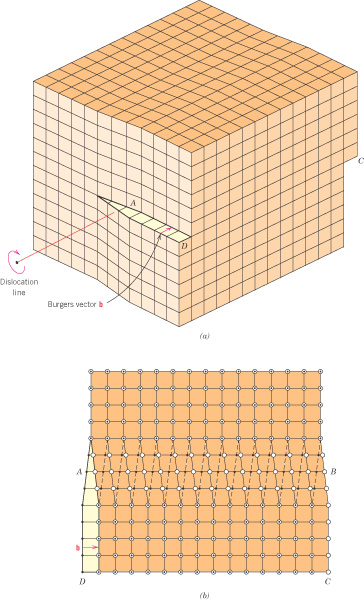 C
A
D
Dislocation
line
Burgers vector b
(a)
A
B
b
D
C
(b)